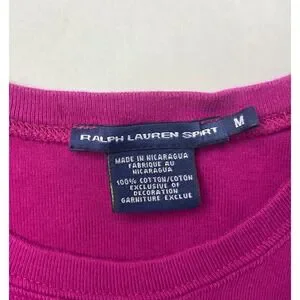 RALPH LAUREN SPORT
M
MADE IN NICARAGUA
FABRIQUE AU
NICARAGUA
100% COTTON/COTON
EXCLUSIVE OF
DECORATION
GARNITURE EXCLUE